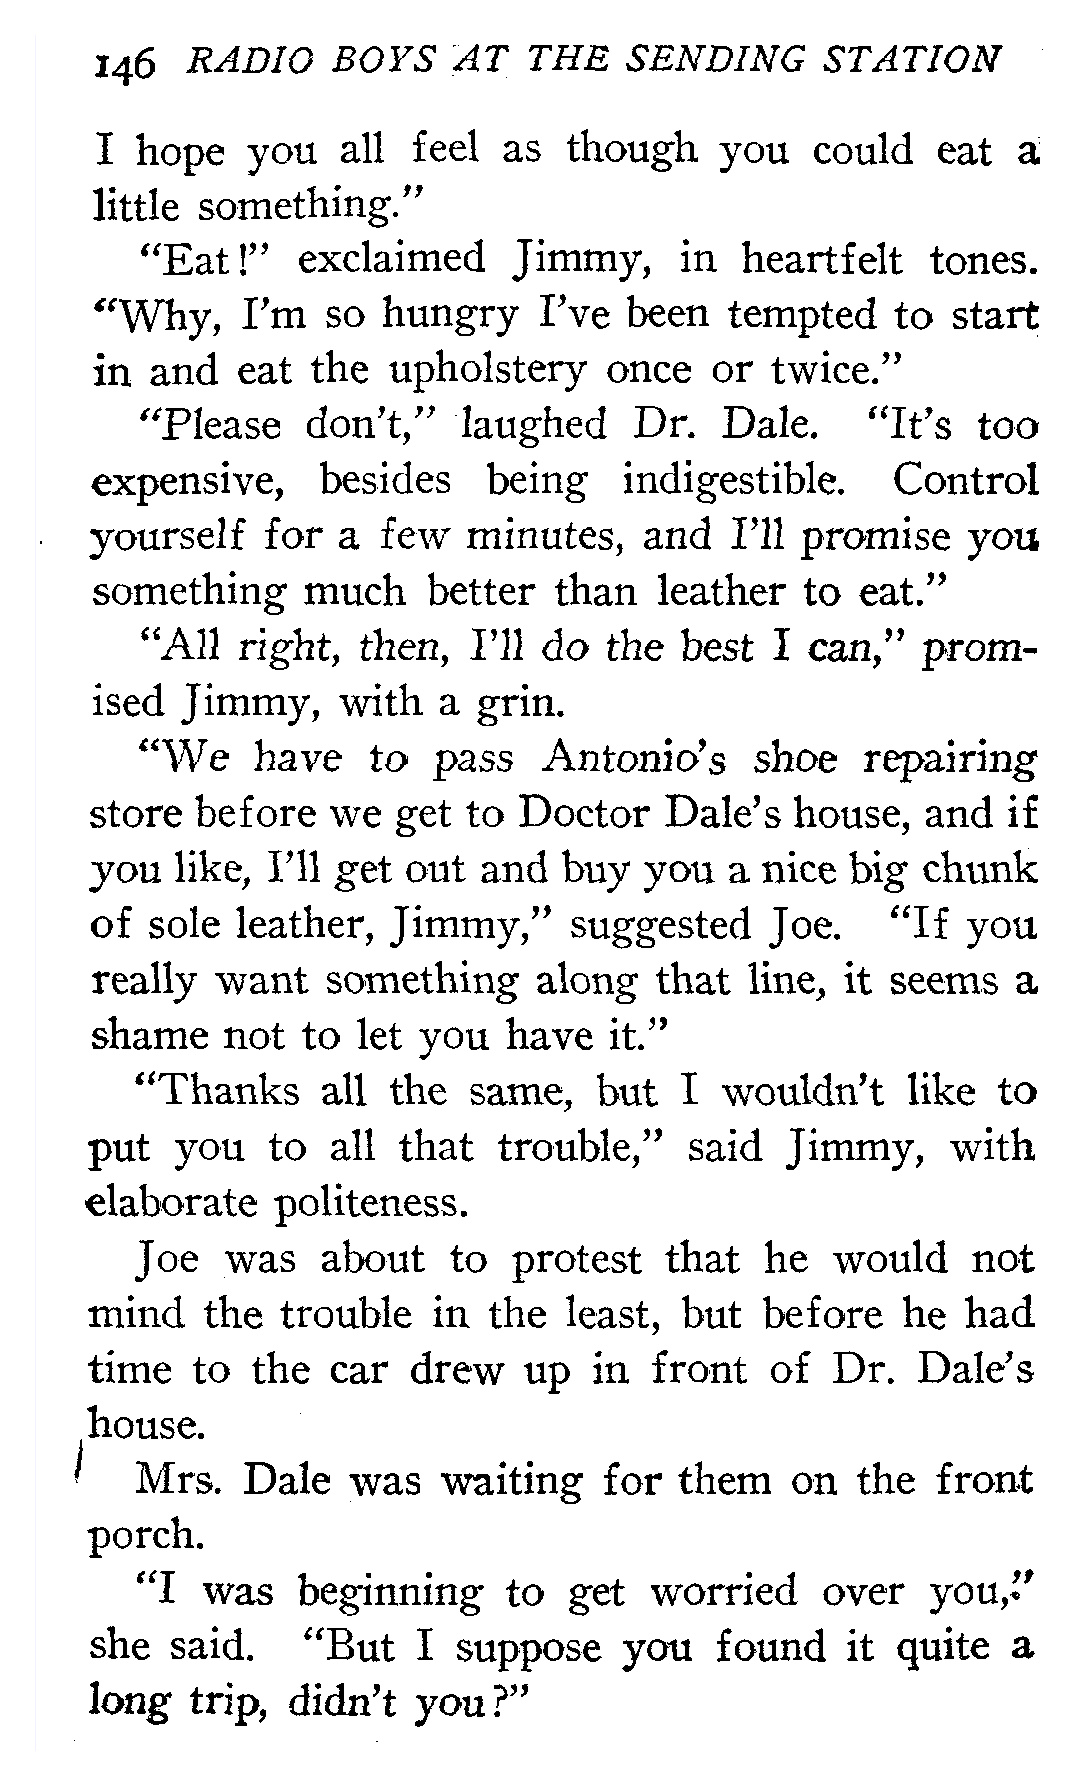 146 RADIO BOYS AT THE SENDING STATION
I hope you all feel as though you could eat a
little something."
"Eat!" exclaimed Jimmy, in heartfelt tones.
"Why, I'm so hungry I've been tempted to start
in and eat the upholstery once or twice."
"Please don't," laughed Dr. Dale. "It's too
expensive, besides being indigestible. Control
yourself for a few minutes, and I'll promise you
something much better than leather to eat."
"All right, then, I'll do the best I can," prom-
ised Jimmy, with a grin.
"We have to pass Antonio's shoe repairing
store before we get to Doctor Dale's house, and if
you like, I'll get out and buy you a nice big chunk
of sole leather, Jimmy," suggested Joe. "If you
really want something along that line, it seems a
shame not to let you have it."
"Thanks all the same, but I wouldn't like to
put you to all that trouble," said Jimmy, with
elaborate politeness.
Joe was about to protest that he would not
mind the trouble in the least, but before he had
time to the car drew up in front of Dr. Dale's
house.
Mrs. Dale was waiting for them on the front
porch.
"I was beginning to get worried over you,"
she said. "But I suppose you found it quite a
long trip, didn't you?"